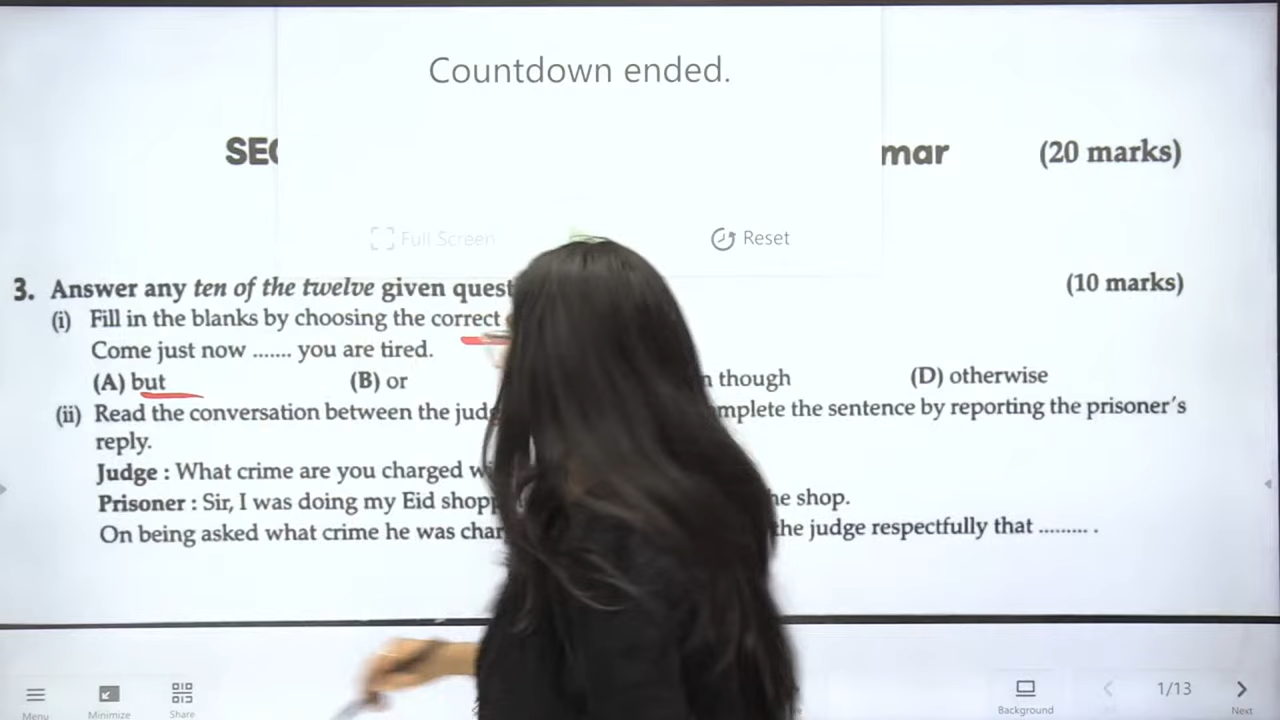 Countdown ended.
SEC mar (20 marks)
Full Screen Reset
3. Answer any ten of the twelve given quest (10 marks)
(i) Fill in the blanks by choosing the correct
Come just now ....... you are tired.
(A) but (B) or though (D) otherwise
(ii) Read the conversation between the jud mplete the sentence by reporting the prisoner's
reply.
Judge : What crime are you charged w
Prisoner : Sir, I was doing my Eid shop he shop.
On being asked what crime he was char the judge respectfully that ......... .
Menu Minimize Share Background 1/13 Next